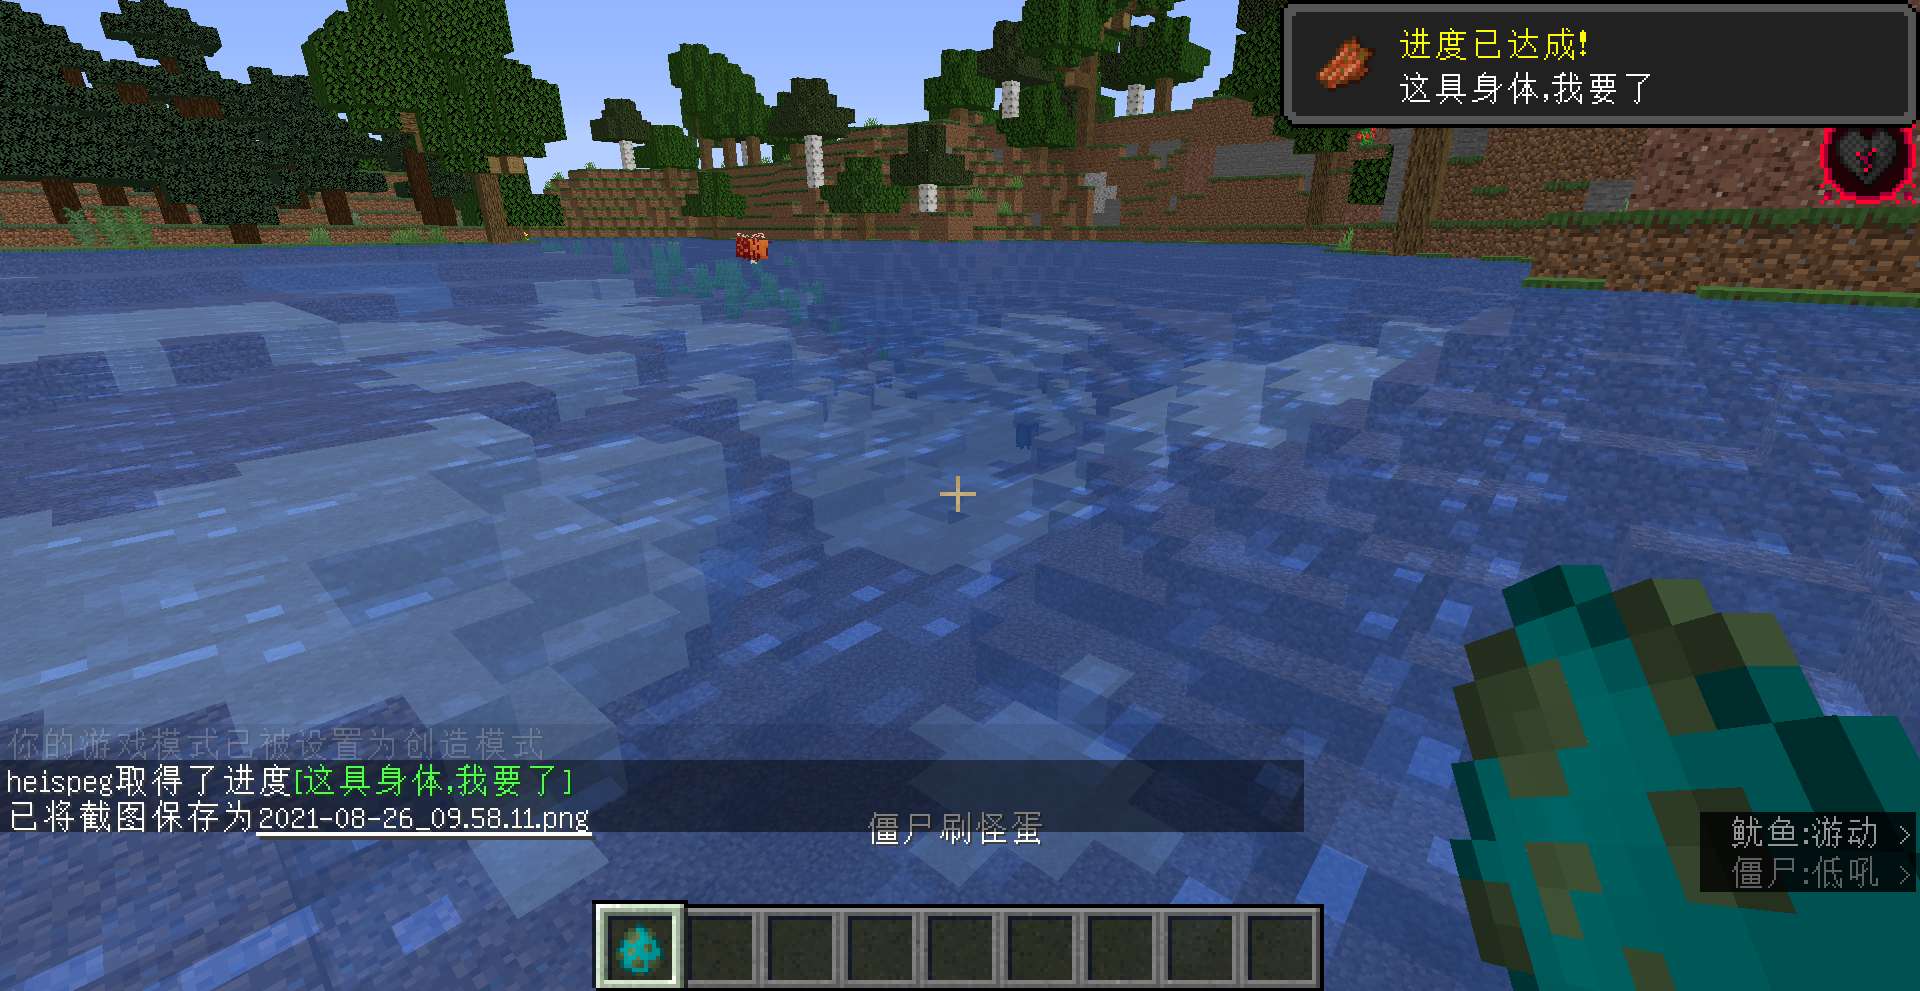 进度已达成!
这具身体,我要了
你的游戏模式已被设置为创造模式
heispeg取得了进度[这具身体,我要了]
已将截图保存为2021-08-26_09.58.11.png
僵尸刷怪蛋
鱿鱼:游动 >
僵尸:低吼 >